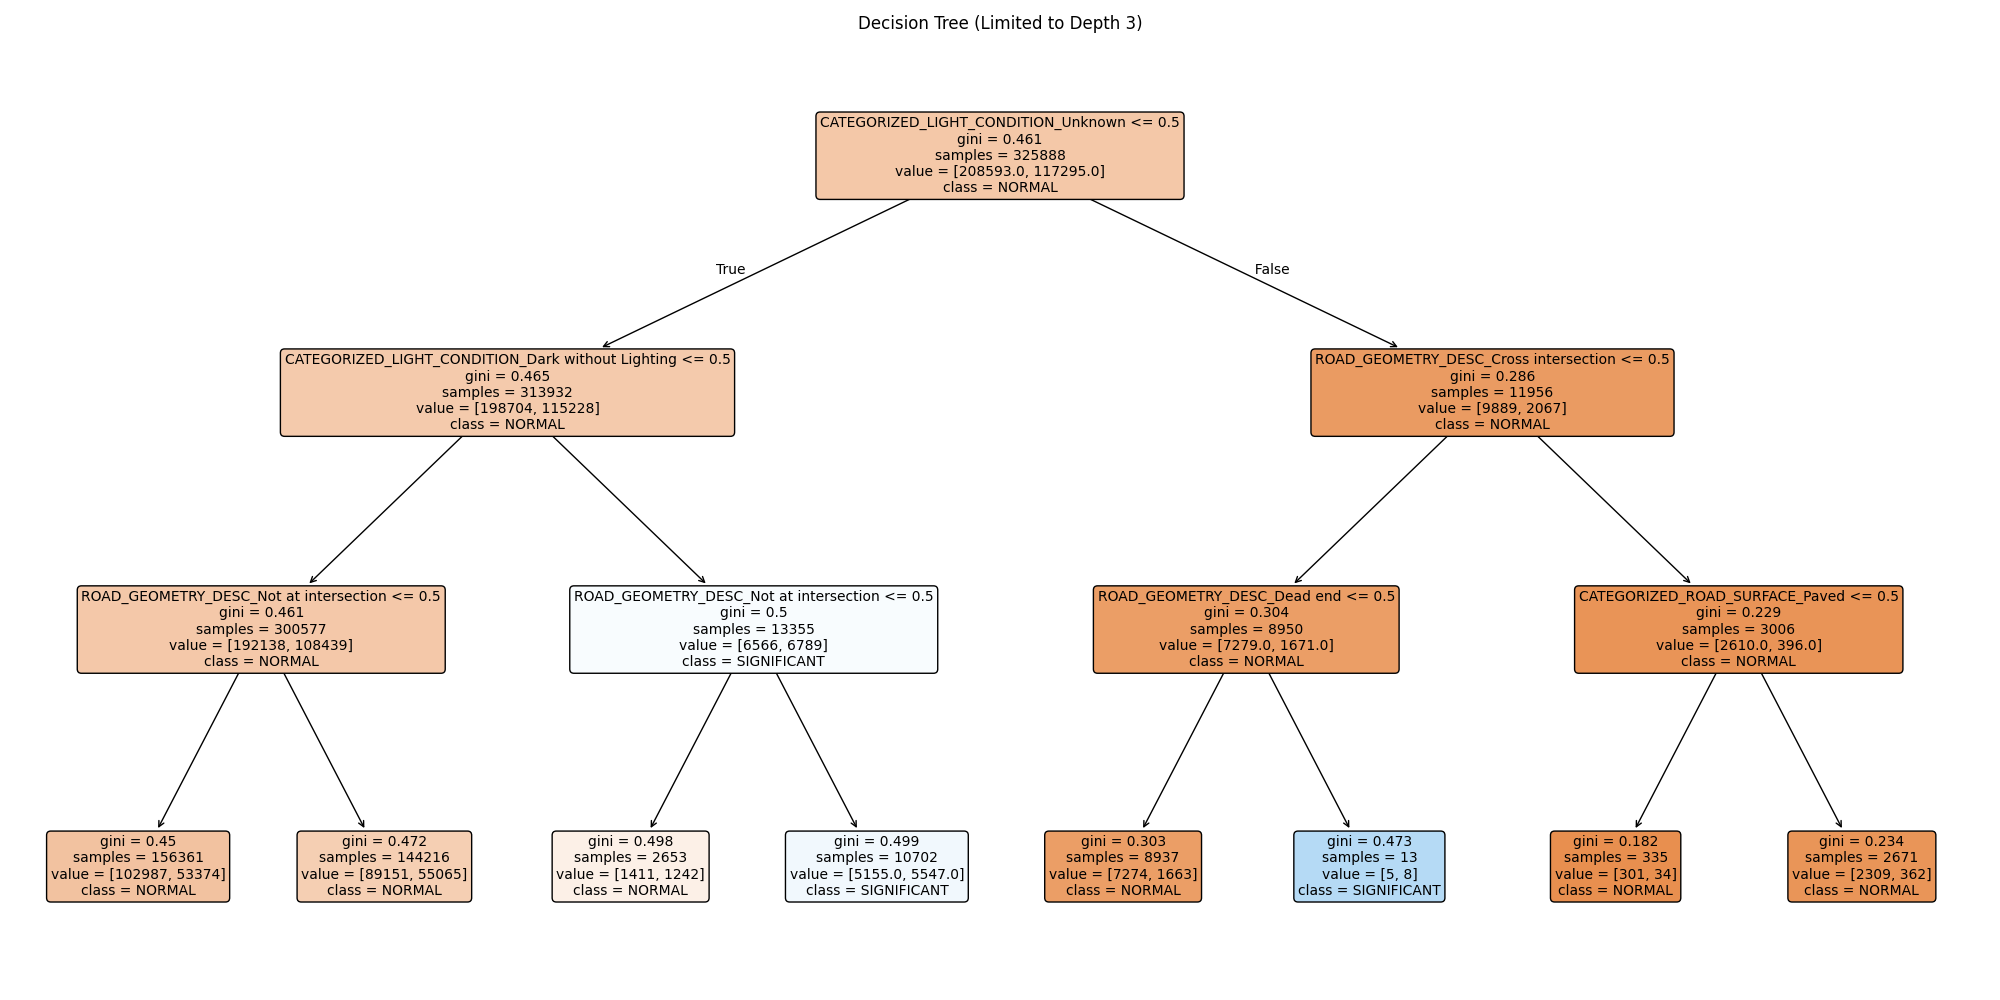 Decision Tree (Limited to Depth 3)
CATEGORIZED_LIGHT_CONDITION_Unknown <= 0.5
gini = 0.461
samples = 325888
value = [208593.0, 117295.0]
class = NORMAL
True
False
CATEGORIZED_LIGHT_CONDITION_Dark without Lighting <= 0.5
gini = 0.465
samples = 313932
value = [198704, 115228]
class = NORMAL
ROAD_GEOMETRY_DESC_Cross intersection <= 0.5
gini = 0.286
samples = 11956
value = [9889, 2067]
class = NORMAL
ROAD_GEOMETRY_DESC_Not at intersection <= 0.5
gini = 0.461
samples = 300577
value = [192138, 108439]
class = NORMAL
ROAD_GEOMETRY_DESC_Not at intersection <= 0.5
gini = 0.5
samples = 13355
value = [6566, 6789]
class = SIGNIFICANT
ROAD_GEOMETRY_DESC_Dead end <= 0.5
gini = 0.304
samples = 8950
value = [7279.0, 1671.0]
class = NORMAL
CATEGORIZED_ROAD_SURFACE_Paved <= 0.5
gini = 0.229
samples = 3006
value = [2610.0, 396.0]
class = NORMAL
gini = 0.45
samples = 156361
value = [102987, 53374]
class = NORMAL
gini = 0.472
samples = 144216
value = [89151, 55065]
class = NORMAL
gini = 0.498
samples = 2653
value = [1411, 1242]
class = NORMAL
gini = 0.499
samples = 10702
value = [5155.0, 5547.0]
class = SIGNIFICANT
gini = 0.303
samples = 8937
value = [7274, 1663]
class = NORMAL
gini = 0.473
samples = 13
value = [5, 8]
class = SIGNIFICANT
gini = 0.182
samples = 335
value = [301, 34]
class = NORMAL
gini = 0.234
samples = 2671
value = [2309, 362]
class = NORMAL